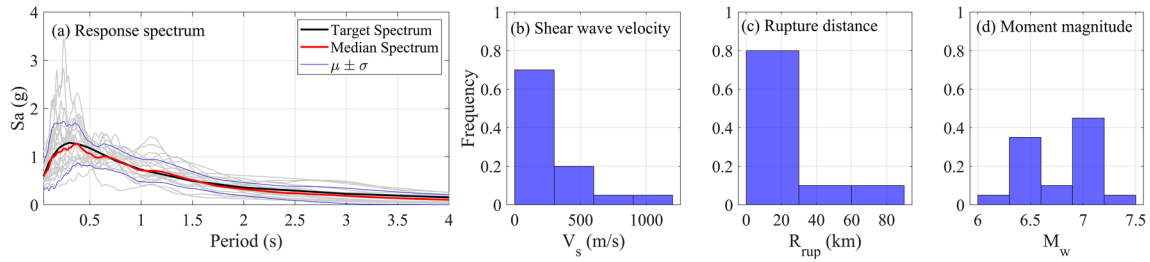 (a) Response spectrum
Target Spectrum
Median Spectrum
μ ± σ
Sa (g)
4
3
2
1
0
0.5 1 1.5 2 2.5 3 3.5 4
Period (s)
(b) Shear wave velocity
Frequency
1
0.8
0.6
0.4
0.2
0
0 500 1000
V_s (m/s)
(c) Rupture distance
1
0.8
0.6
0.4
0.2
0
0 20 40 60 80
R_rup (km)
(d) Moment magnitude
1
0.8
0.6
0.4
0.2
0
6 6.5 7 7.5
M_w